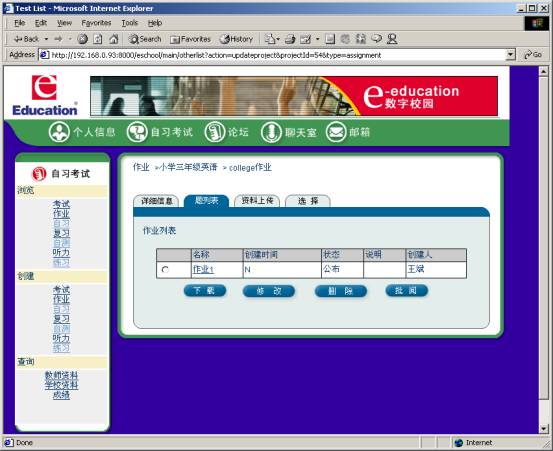 Test List - Microsoft Internet Explorer
File Edit View Favorites Tools Help
Back Search Favorites History
Address http://192.168.0.93:8000/eschool/main/otherlist?action=updateproject&projectId=54&type=assignment Go
e Education
e-education
数字校园
个人信息 自习考试 论坛 聊天室 邮箱
自习考试
浏览
考试
作业
自习
复习
自测
听力
练习
创建
考试
作业
自习
复习
自测
听力
练习
查询
教师资料
学校资料
成绩
作业 >小学三年级英语 > college作业
详细信息 题列表 资料上传 选 择
作业列表
名称 创建时间 状态 说明 创建人
作业1 N 公布 王斌
下 载 修 改 删 除 批 阅
Done Internet